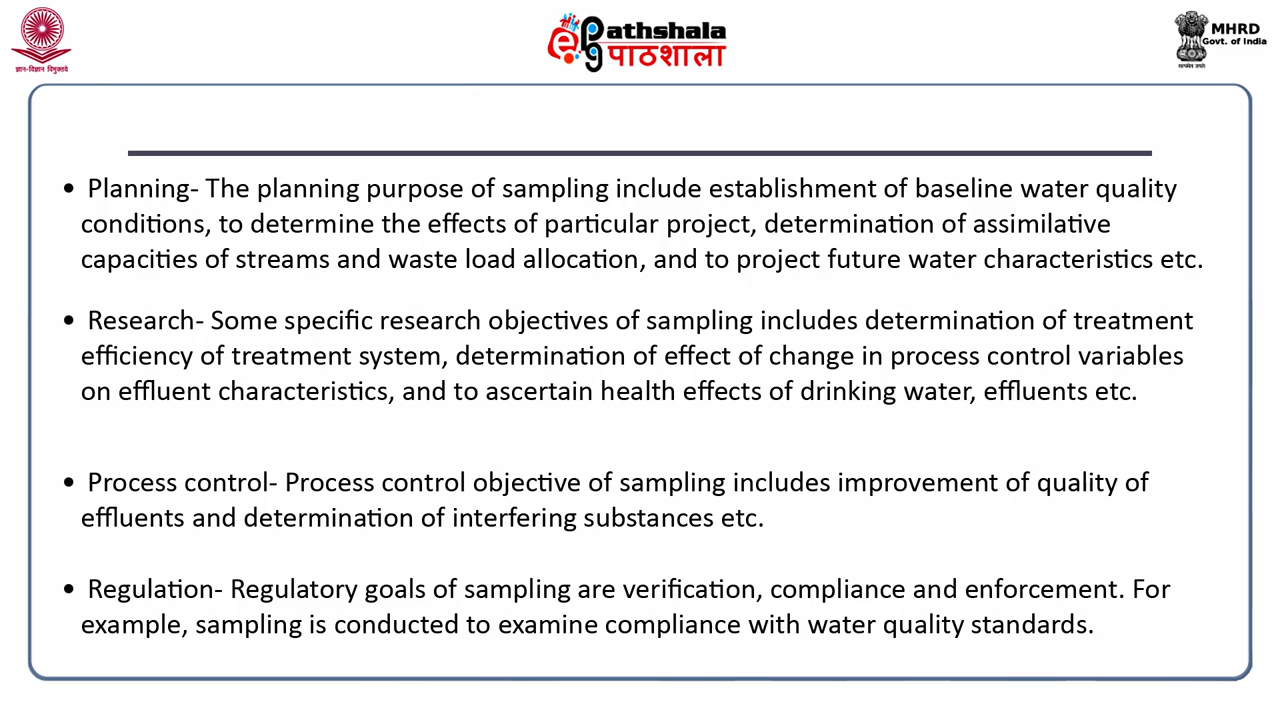 ज्ञान-विज्ञान विमुक्तये
ePG athshala
पाठशाला
MHRD
Govt. of India
सत्यमेव जयते
• Planning- The planning purpose of sampling include establishment of baseline water quality
conditions, to determine the effects of particular project, determination of assimilative
capacities of streams and waste load allocation, and to project future water characteristics etc.
• Research- Some specific research objectives of sampling includes determination of treatment
efficiency of treatment system, determination of effect of change in process control variables
on effluent characteristics, and to ascertain health effects of drinking water, effluents etc.
• Process control- Process control objective of sampling includes improvement of quality of
effluents and determination of interfering substances etc.
• Regulation- Regulatory goals of sampling are verification, compliance and enforcement. For
example, sampling is conducted to examine compliance with water quality standards.